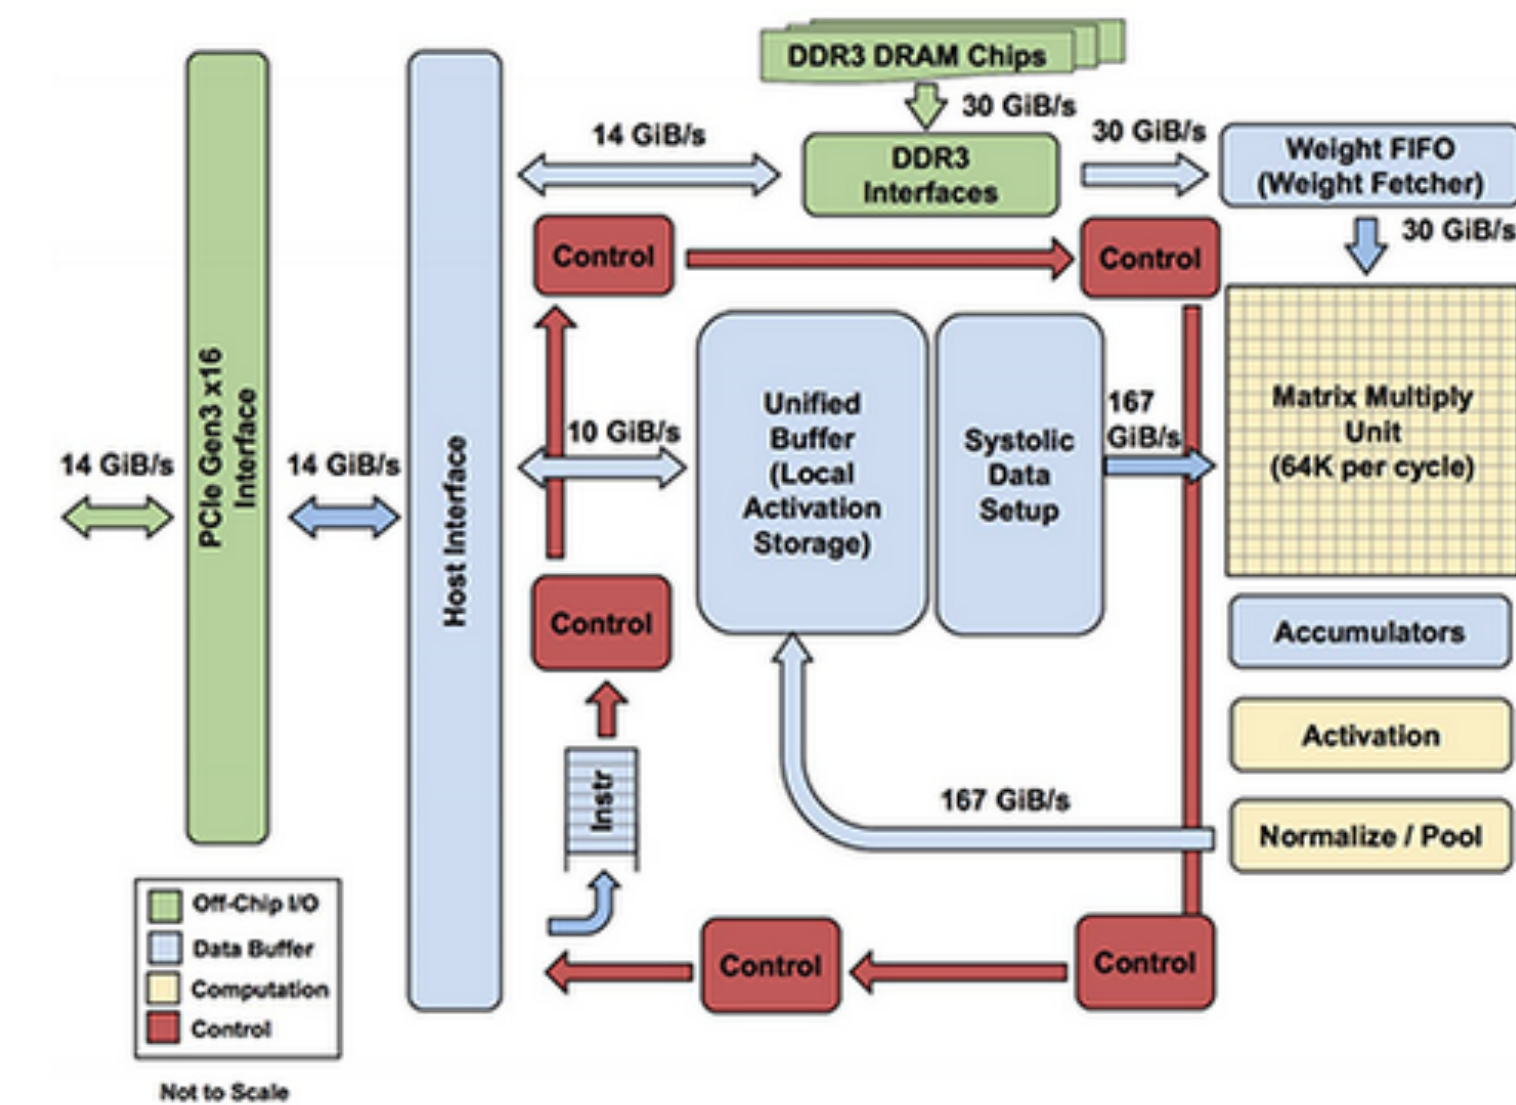 DDR3 DRAM Chips
30 GiB/s
14 GiB/s
DDR3
Interfaces
30 GiB/s
Weight FIFO
(Weight Fetcher)
30 GiB/s
Control
Control
PCIe Gen3 x16
Interface
14 GiB/s
14 GiB/s
Host Interface
10 GiB/s
Unified
Buffer
(Local
Activation
Storage)
Systolic
Data
Setup
167
GiB/s
Matrix Multiply
Unit
(64K per cycle)
Control
Accumulators
Activation
Instr
167 GiB/s
Normalize / Pool
Control
Control
Off-Chip I/O
Data Buffer
Computation
Control
Not to Scale